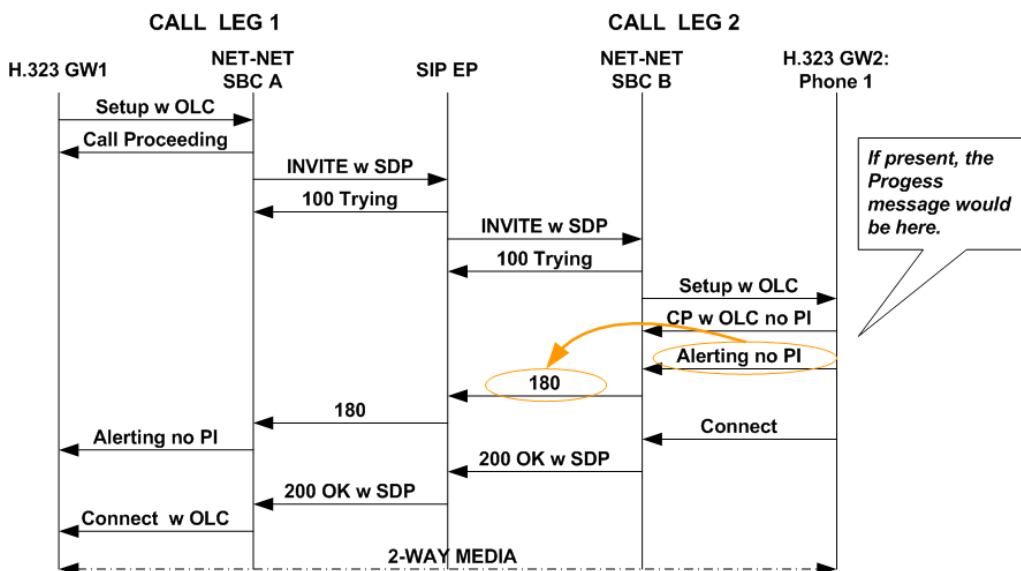 CALL LEG 1
CALL LEG 2
H.323 GW1
NET-NET
SBC A
SIP EP
NET-NET
SBC B
H.323 GW2:
Phone 1
Setup w OLC
Call Proceeding
If present, the
Progess
message would
be here.
INVITE w SDP
100 Trying
INVITE w SDP
100 Trying
Setup w OLC
CP w OLC no PI
Alerting no PI
180
180
Connect
Alerting no PI
200 OK w SDP
200 OK w SDP
Connect w OLC
2-WAY MEDIA